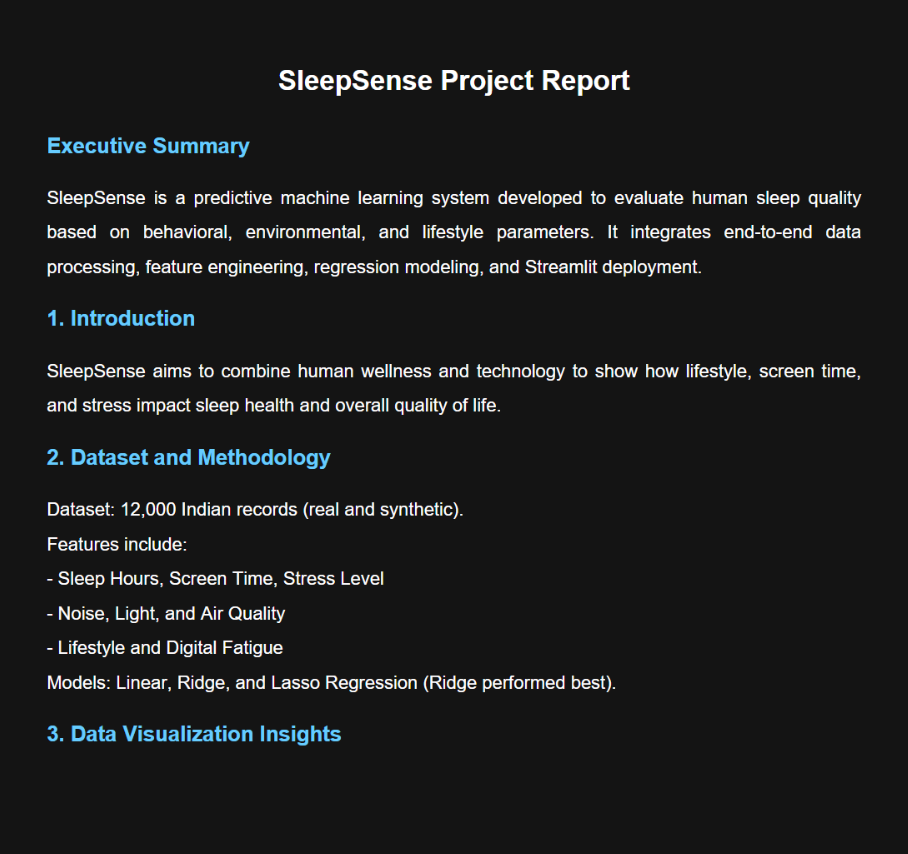 SleepSense Project Report
Executive Summary
SleepSense is a predictive machine learning system developed to evaluate human sleep quality
based on behavioral, environmental, and lifestyle parameters. It integrates end-to-end data
processing, feature engineering, regression modeling, and Streamlit deployment.
1. Introduction
SleepSense aims to combine human wellness and technology to show how lifestyle, screen time,
and stress impact sleep health and overall quality of life.
2. Dataset and Methodology
Dataset: 12,000 Indian records (real and synthetic).
Features include:
- Sleep Hours, Screen Time, Stress Level
- Noise, Light, and Air Quality
- Lifestyle and Digital Fatigue
Models: Linear, Ridge, and Lasso Regression (Ridge performed best).
3. Data Visualization Insights